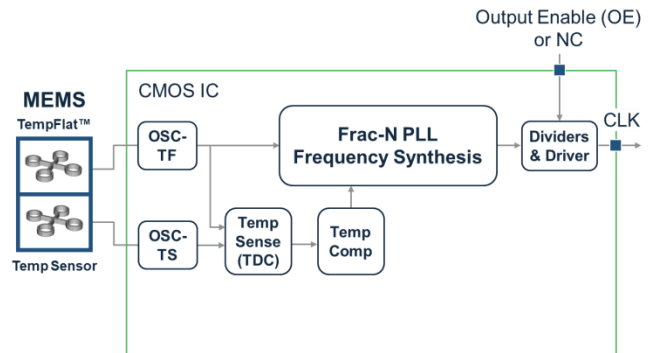 Output Enable (OE)
or NC
MEMS
TempFlat™
CMOS IC
OSC-
TF
Frac-N PLL
Frequency Synthesis
Dividers
& Driver
CLK
OSC-
TS
Temp
Sense
(TDC)
Temp
Comp
Temp Sensor